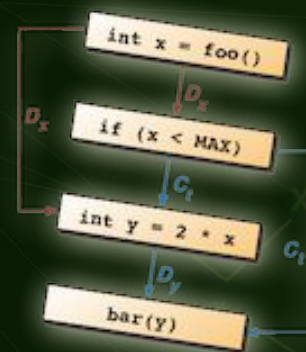 int x = foo()
Dx
Dx
if (x < MAX)
Ct
int y = 2 * x
Ct
Dy
bar(y)